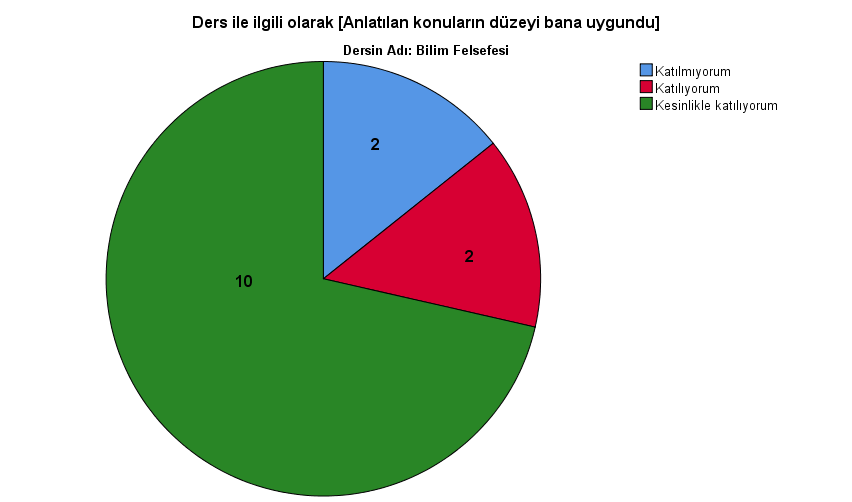 Ders ile ilgili olarak [Anlatılan konuların düzeyi bana uygundu]
Dersin Adı: Bilim Felsefesi
Katılmıyorum
Katılıyorum
Kesinlikle katılıyorum
2
2
10